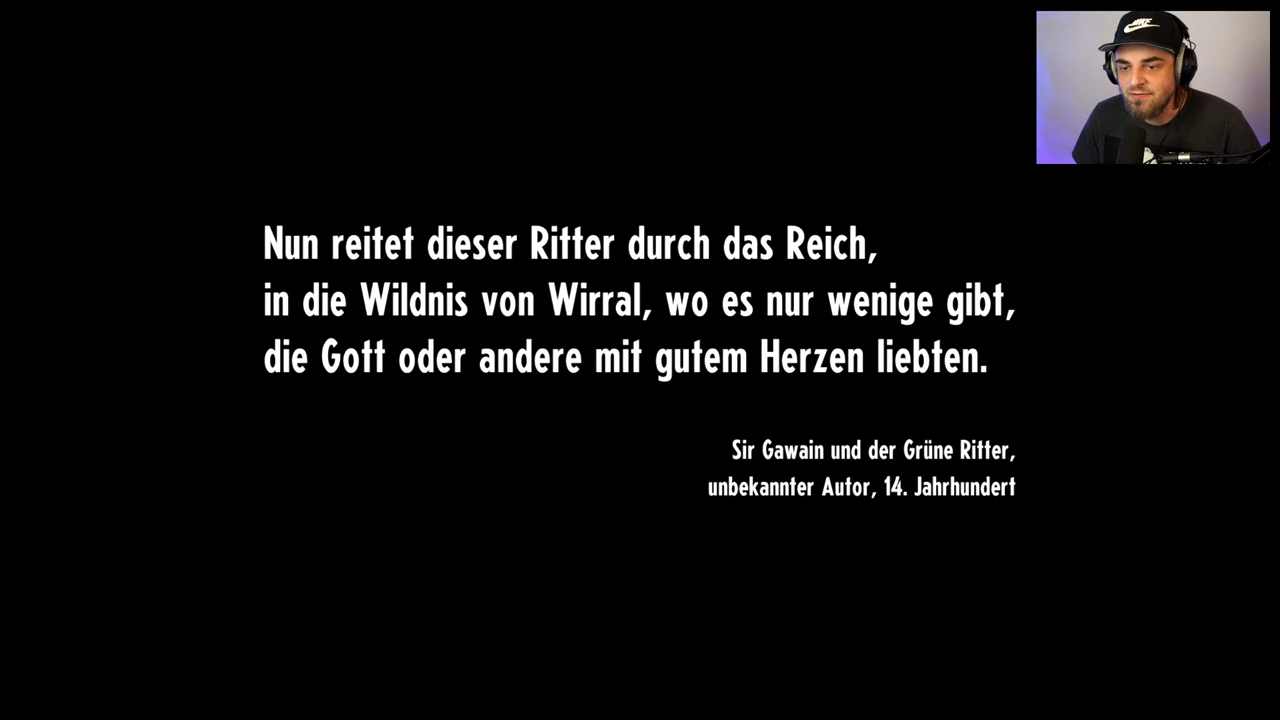 Nun reitet dieser Ritter durch das Reich,
in die Wildnis von Wirral, wo es nur wenige gibt,
die Gott oder andere mit gutem Herzen liebten.
Sir Gawain und der Grüne Ritter,
unbekannter Autor, 14. Jahrhundert
NIKE